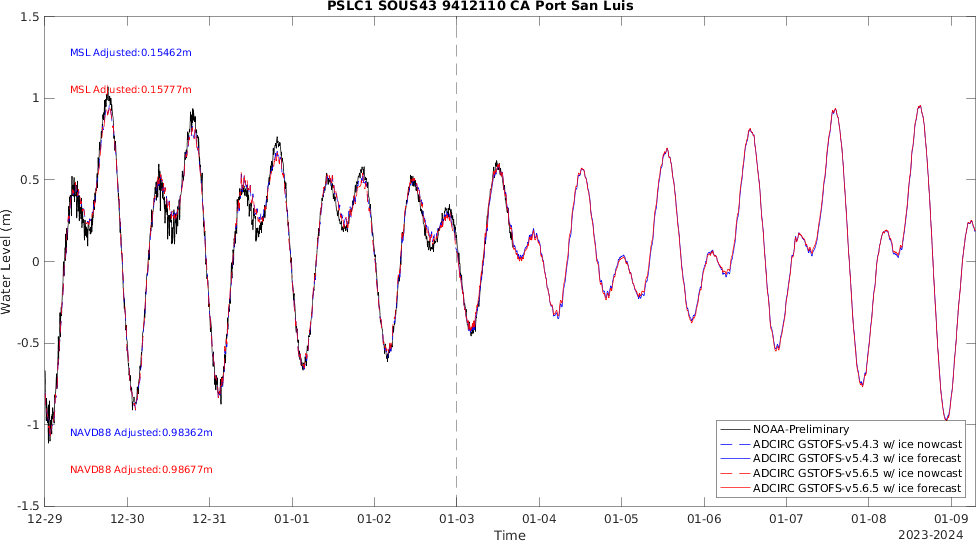 PSLC1 SOUS43 9412110 CA Port San Luis
1.5
1
0.5
0
-0.5
-1
-1.5
Water Level (m)
MSL Adjusted:0.15462m
MSL Adjusted:0.15777m
NAVD88 Adjusted:0.98362m
NAVD88 Adjusted:0.98677m
NOAA-Preliminary
ADCIRC GSTOFS-v5.4.3 w/ ice nowcast
ADCIRC GSTOFS-v5.4.3 w/ ice forecast
ADCIRC GSTOFS-v5.6.5 w/ ice nowcast
ADCIRC GSTOFS-v5.6.5 w/ ice forecast
12-29 12-30 12-31 01-01 01-02 01-03 01-04 01-05 01-06 01-07 01-08 01-09
Time
2023-2024